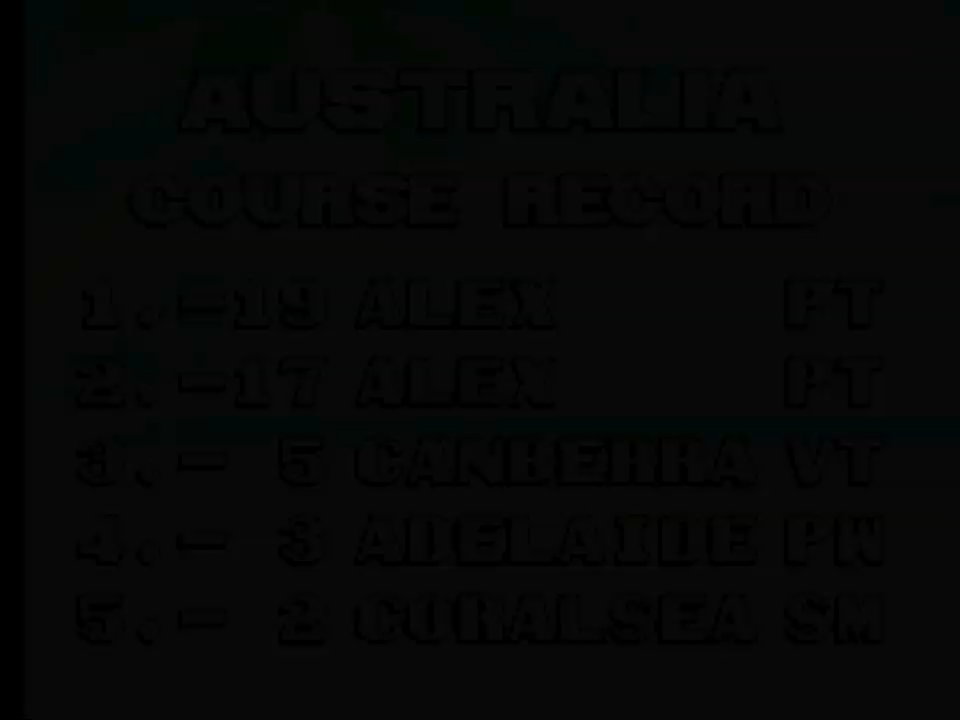 AUSTRALIA
COURSE RECORD
1.-19 ALEX PT
2.-17 ALEX PT
3.- 5 CANBERRA VT
4.- 3 ADELAIDE PW
5.- 2 CORALSEA SM